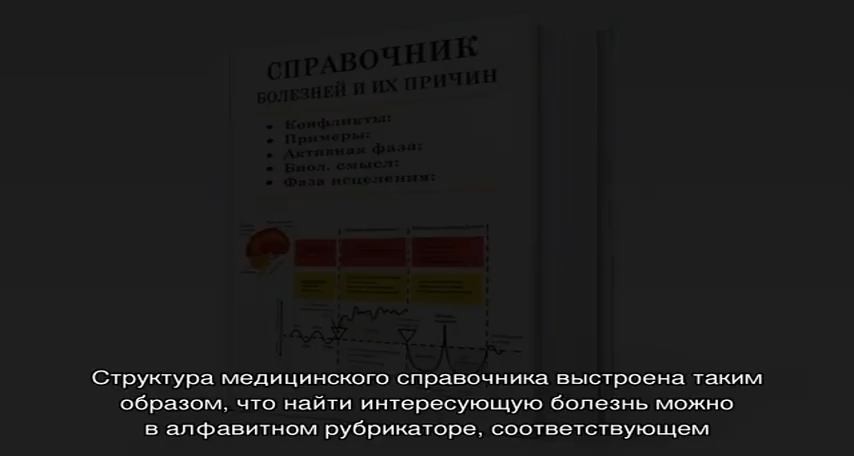 СПРАВОЧНИК
БОЛЕЗНЕЙ И ИХ ПРИЧИН
• Конфликты:
• Примеры:
• Активная фаза:
• Биол. смысл:
• Фаза исцеления:
Структура медицинского справочника выстроена таким
образом, что найти интересующую болезнь можно
в алфавитном рубрикаторе, соответствующем